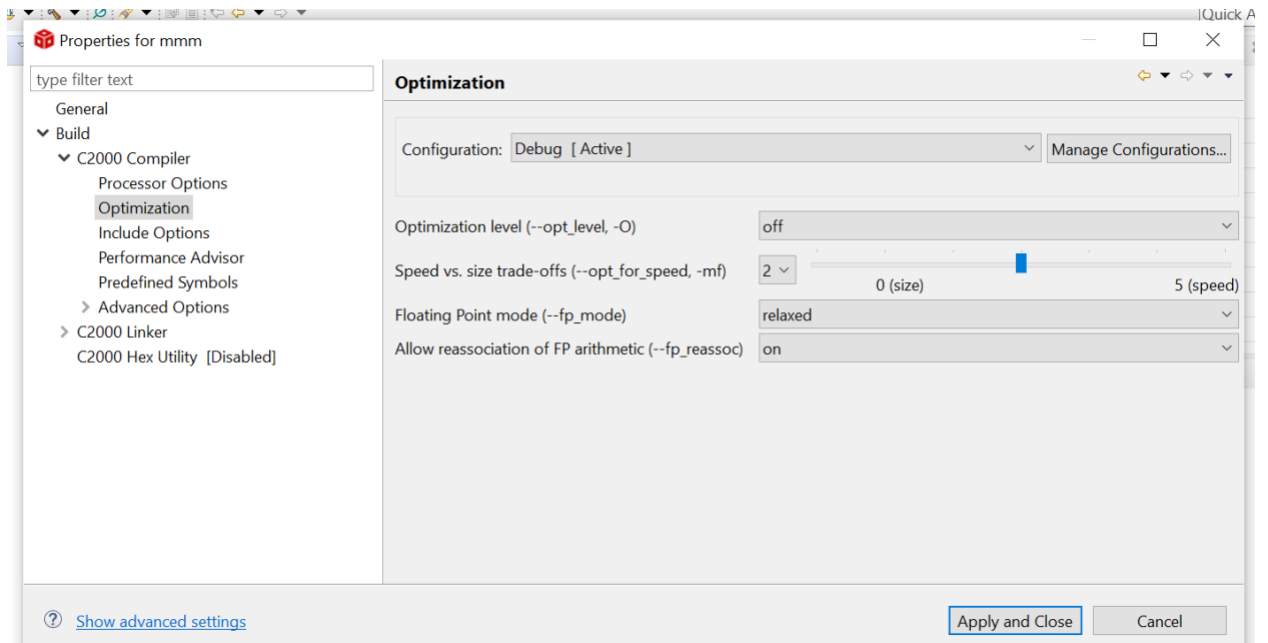 Quick A
Properties for mmm
type filter text
General
Build
C2000 Compiler
Processor Options
Optimization
Include Options
Performance Advisor
Predefined Symbols
Advanced Options
C2000 Linker
C2000 Hex Utility [Disabled]
Optimization
Configuration: Debug [ Active ] Manage Configurations...
Optimization level (--opt_level, -O) off
Speed vs. size trade-offs (--opt_for_speed, -mf) 2
0 (size) 5 (speed)
Floating Point mode (--fp_mode) relaxed
Allow reassociation of FP arithmetic (--fp_reassoc) on
Show advanced settings Apply and Close Cancel